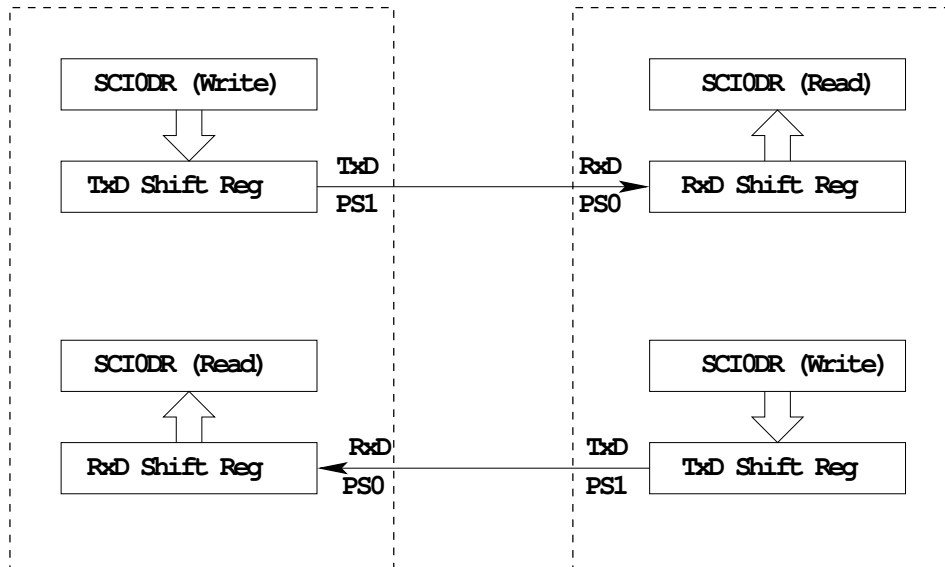 SCI0DR (Write)
SCI0DR (Read)
TxD Shift Reg
TxD
PS1
RxD
PS0
RxD Shift Reg
SCI0DR (Read)
SCI0DR (Write)
RxD Shift Reg
RxD
PS0
TxD
PS1
TxD Shift Reg